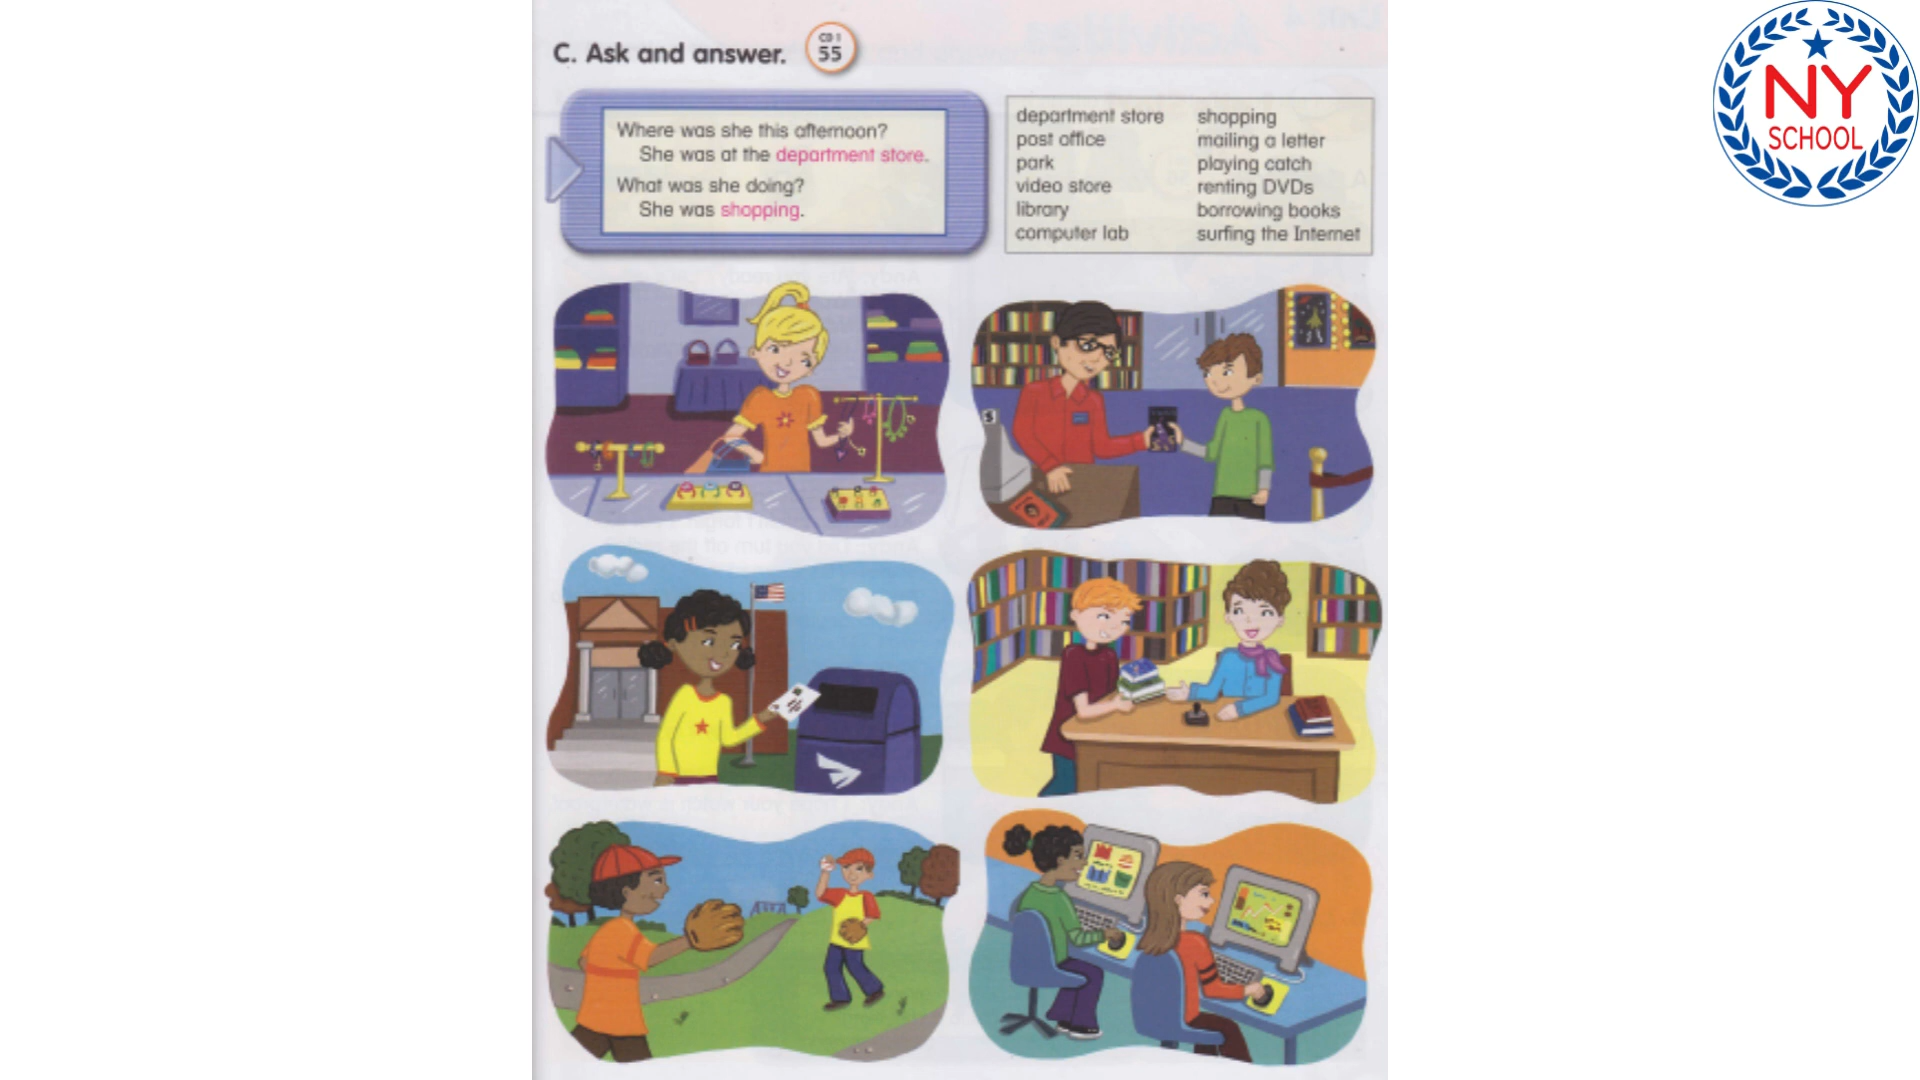 C. Ask and answer.
CD 1
55
Where was she this afternoon?
She was at the department store.
What was she doing?
She was shopping.
department store
post office
park
video store
library
computer lab
shopping
mailing a letter
playing catch
renting DVDs
borrowing books
surfing the Internet
NY
SCHOOL
$